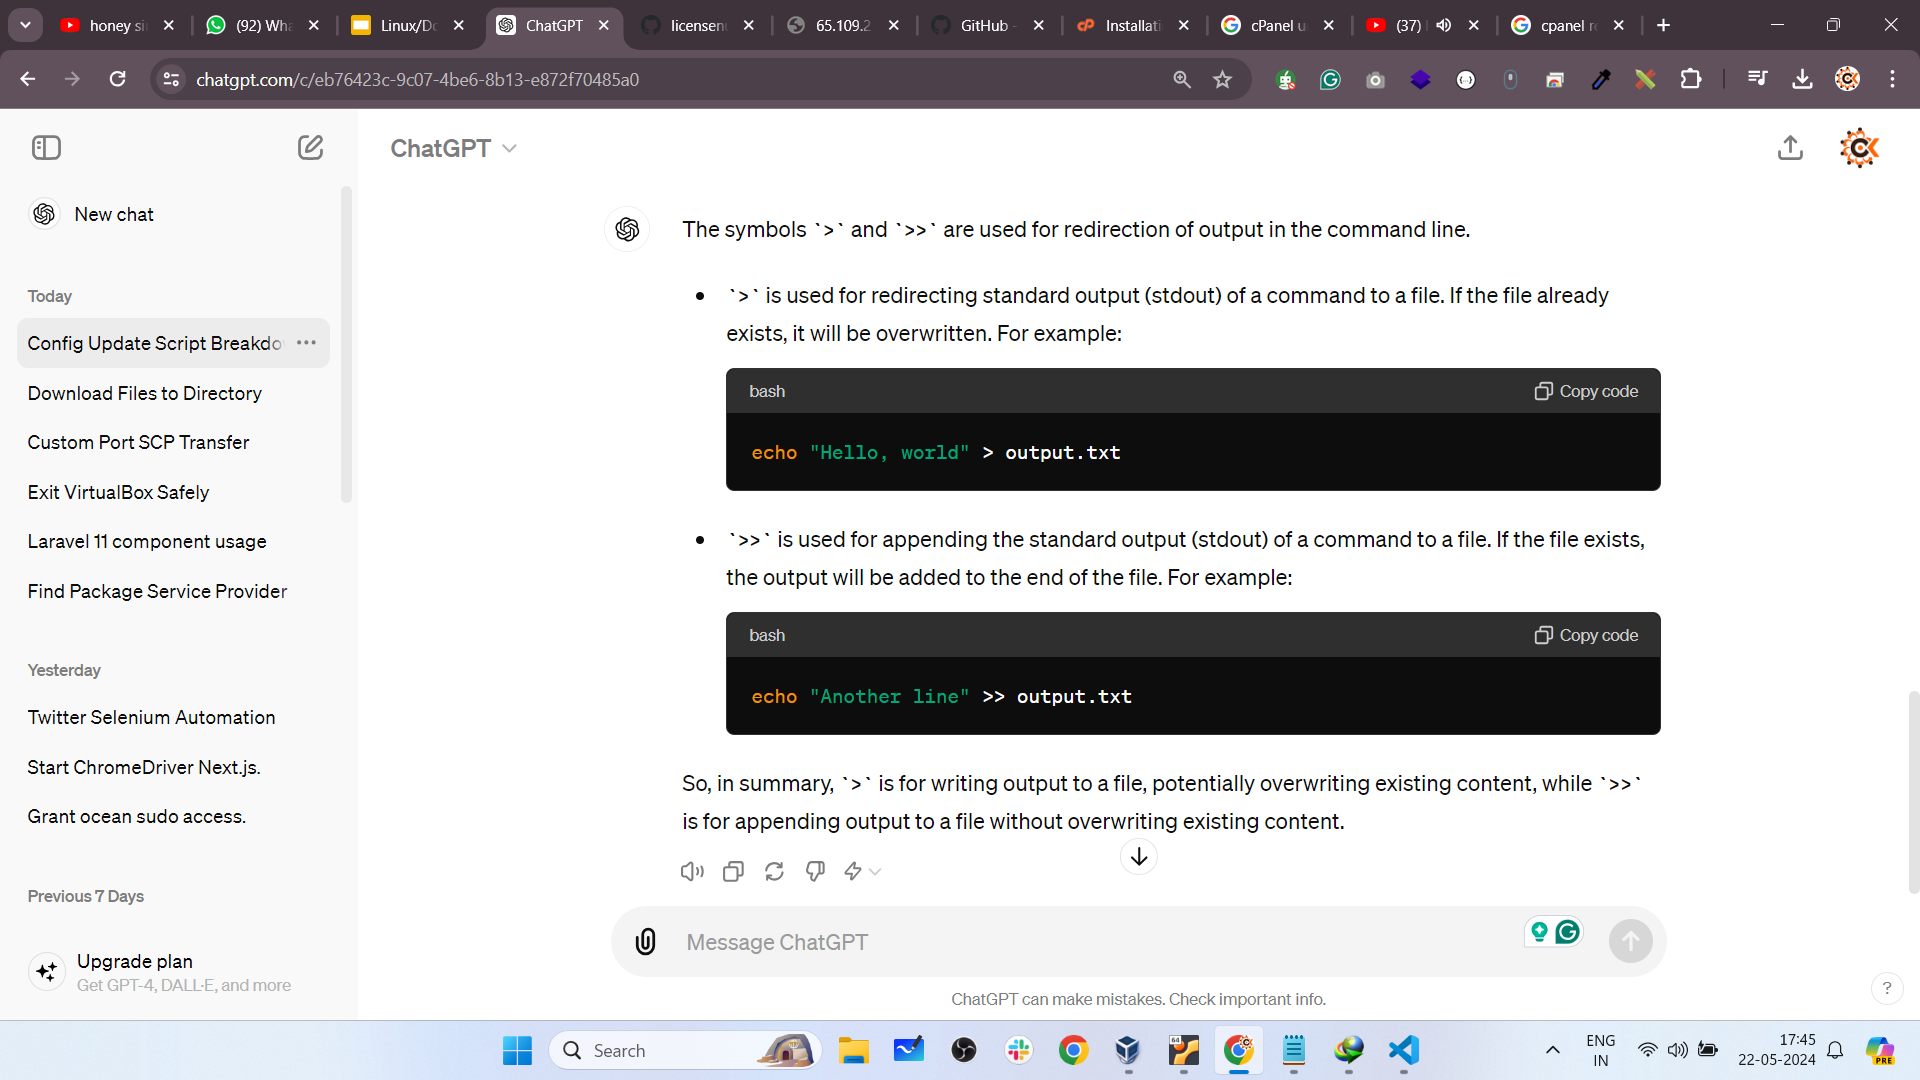 honey si
(92) Wha
Linux/Do
ChatGPT
licensen
65.109.2
GitHub -
Installati
cPanel u
(37)
cpanel re
chatgpt.com/c/eb76423c-9c07-4be6-8b13-e872f70485a0
ChatGPT
New chat
Today
Config Update Script Breakdo
Download Files to Directory
Custom Port SCP Transfer
Exit VirtualBox Safely
Laravel 11 component usage
Find Package Service Provider
Yesterday
Twitter Selenium Automation
Start ChromeDriver Next.js.
Grant ocean sudo access.
Previous 7 Days
Upgrade plan
Get GPT-4, DALL·E, and more
The symbols `>` and `>>` are used for redirection of output in the command line.
• `>` is used for redirecting standard output (stdout) of a command to a file. If the file already
exists, it will be overwritten. For example:
bash
Copy code
echo "Hello, world" > output.txt
• `>>` is used for appending the standard output (stdout) of a command to a file. If the file exists,
the output will be added to the end of the file. For example:
bash
Copy code
echo "Another line" >> output.txt
So, in summary, `>` is for writing output to a file, potentially overwriting existing content, while `>>`
is for appending output to a file without overwriting existing content.
Message ChatGPT
ChatGPT can make mistakes. Check important info.
?
Search
64
ENG
IN
17:45
22-05-2024
PRE